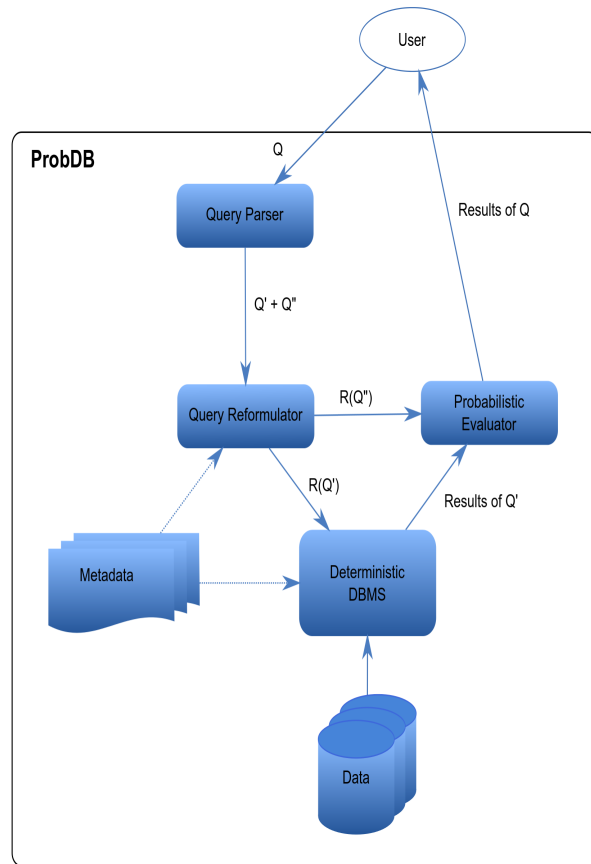 User
Q
ProbDB
Query Parser
Results of Q
Q' + Q"
Query Reformulator
R(Q")
Probabilistic
Evaluator
R(Q')
Results of Q'
Metadata
Deterministic
DBMS
Data